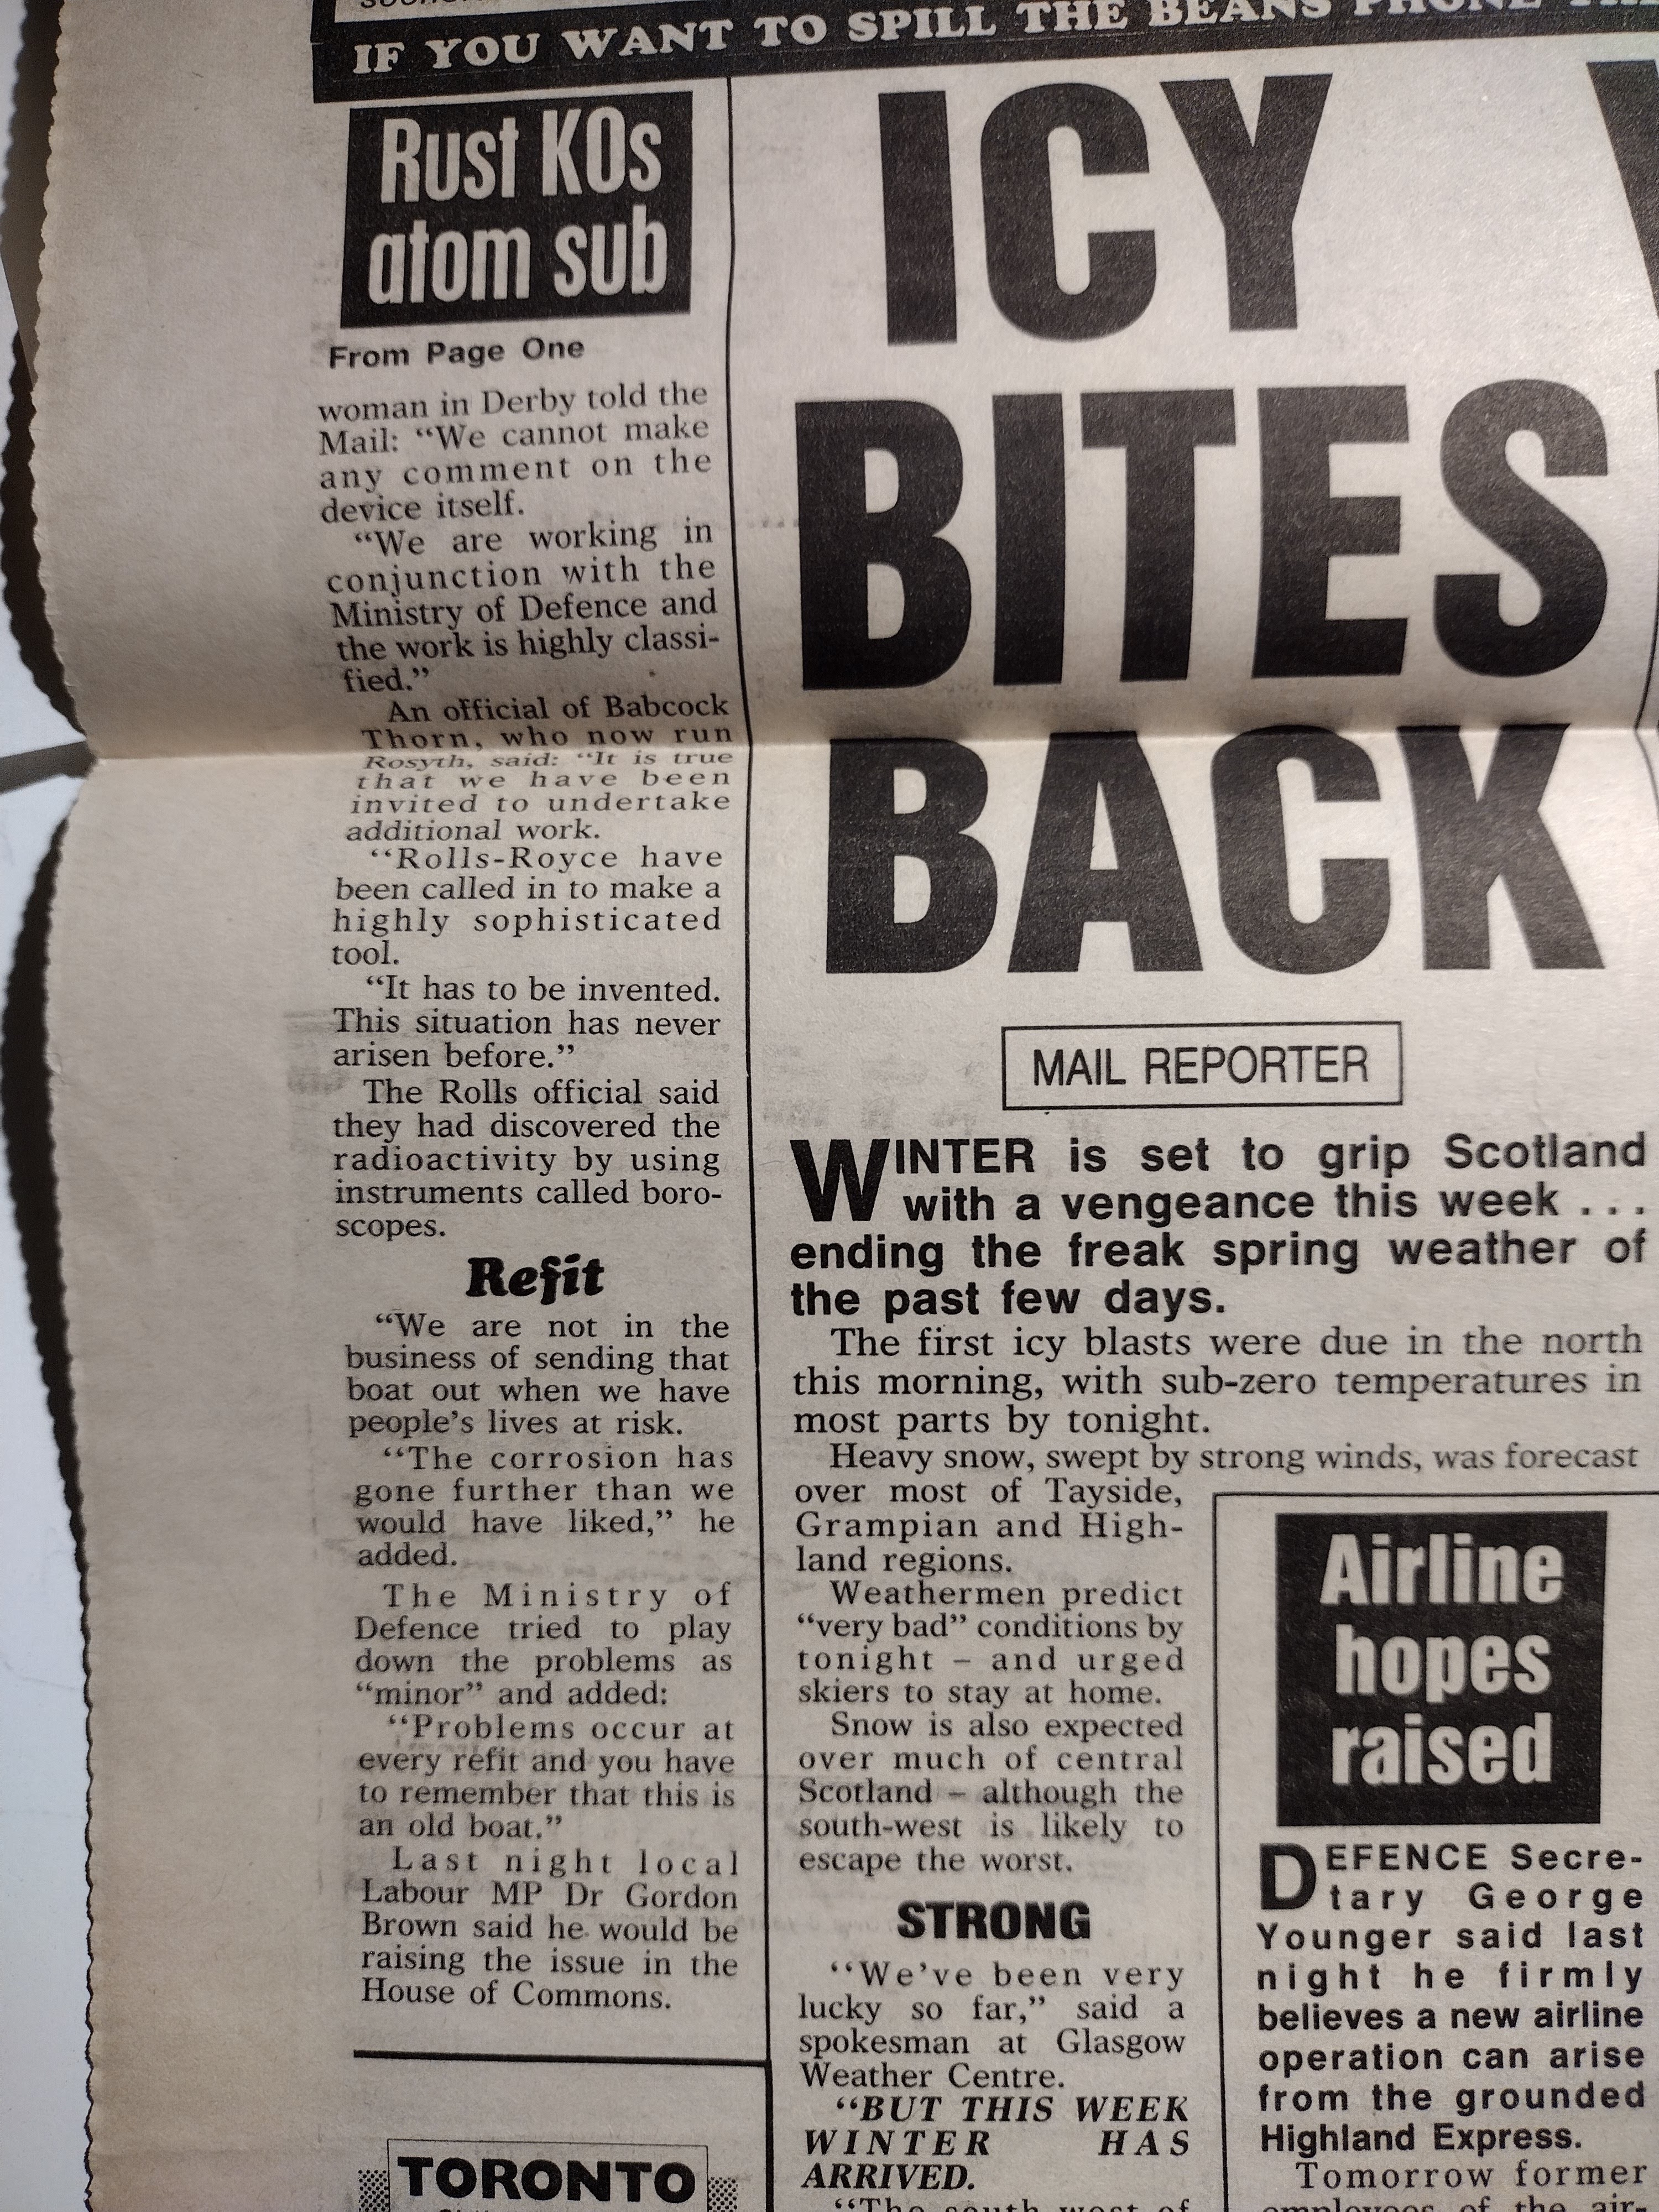 IF YOU WANT TO SPILL THE BEANS PHONE
Rust KOs
atom sub
From Page One
woman in Derby told the
Mail: “We cannot make
any comment on the
device itself.
“We are working in
conjunction with the
Ministry of Defence and
the work is highly classi-
fied.”
An official of Babcock
Thorn, who now run
Rosyth, said: “It is true
that we have been
invited to undertake
additional work.
“Rolls-Royce have
been called in to make a
highly sophisticated
tool.
“It has to be invented.
This situation has never
arisen before.”
The Rolls official said
they had discovered the
radioactivity by using
instruments called boro-
scopes.
Refit
“We are not in the
business of sending that
boat out when we have
people’s lives at risk.
“The corrosion has
gone further than we
would have liked,” he
added.
The Ministry of
Defence tried to play
down the problems as
“minor” and added:
“Problems occur at
every refit and you have
to remember that this is
an old boat.”
Last night local
Labour MP Dr Gordon
Brown said he would be
raising the issue in the
House of Commons.
TORONTO
ICY
BITES
BACK
MAIL REPORTER
WINTER is set to grip Scotland
with a vengeance this week . . .
ending the freak spring weather of
the past few days.
The first icy blasts were due in the north
this morning, with sub-zero temperatures in
most parts by tonight.
Heavy snow, swept by strong winds, was forecast
over most of Tayside,
Grampian and High-
land regions.
Weathermen predict
“very bad” conditions by
tonight – and urged
skiers to stay at home.
Snow is also expected
over much of central
Scotland – although the
south-west is likely to
escape the worst.
STRONG
“We’ve been very
lucky so far,” said a
spokesman at Glasgow
Weather Centre.
“BUT THIS WEEK
WINTER HAS
ARRIVED.
“The south west of
Airline
hopes
raised
DEFENCE Secre-
tary George
Younger said last
night he firmly
believes a new airline
operation can arise
from the grounded
Highland Express.
Tomorrow former
employees of the air-